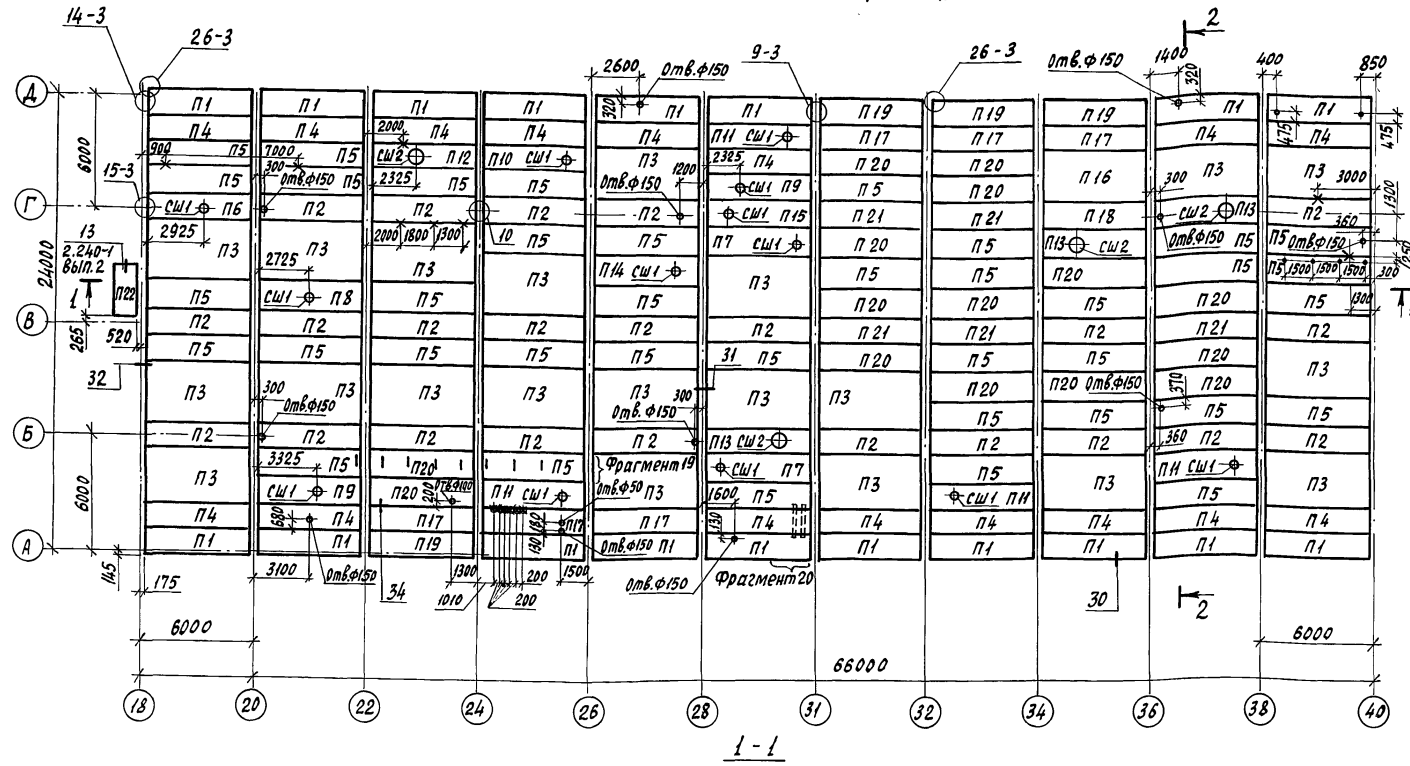 14-3
26-3
9-3
26-3
2
2600
Отв.ф150
Отв.ф150
1400
320
400
850
Д
П1 П1 П1 П1 320 П1 П1 П19 П19 П19 П1 П1
П4 П4 2000 П4 П4 П4 П11 СШ1 П17 П17 П17 П4 475 П4 475
6000
900 П5 7000 П5 СШ2 П12 П10 СШ1 П3 2325 П4 П20 П20 П16 П3 П3
15-3
П5 300 Отв.ф150 П5 2325 П5 П5 Отв.ф150 1200 СШ1 П9 П5 П20 300 3000
Г
СШ1 П6 П2 П2 П2 П2 СШ1 П15 П21 П21 П18 СШ2 П13 П2 1300
2925 2000 1800 1300 10 Отв.ф150 360
13
2.240-1
вып.2
П22
24000
П3 П3 П3 П5 П5 П7 СШ1 П20 П5 П13 СШ2 П5 П5 Отв.ф150 1250
2725 П3 П14 СШ1 П3 П5 П20 П20 П5 П5 1500 1500 1500 300
1
П5 СШ1 П8 П5 П5 П20 П20 П5 П20 П5 1300
1
В
265
520
П2 П2 П2 П2 П2 П2 П21 П21 П2 П21 П2
П5 П5 П5 П5 П5 31 П5 П20 П5 П5 П20 П3
32
П3 300 П3 П3 П3 П3 300 П3 П3 П20 П20 Отв.ф150 370 П20
Отв.ф150 Отв.ф150 П5 П5 П5 П5
Б
П2 П2 П2 П2 П2 П13 СШ2 П2 П2 П2 360 П2 П2
6000
П3 3325 П5 П20 П5 Фрагмент 19 СШ1 П7 П3 П5 П3 П11 СШ1 П3
СШ1 П9 П20 200 Отв.ф100 П11 СШ1 Отв.ф50 П3 1600 П5 СШ1 П11 П5
П4 680 П4 П17 180 П17 П17 130 П4 П4 П4 П4 П4 П4
А
П1 П1 П19 130 П1 Отв.ф150 П1 П1 П1 П1 П1 П1 П1
145
175
3100
Отв.ф150
34
1300
1010
200
200
1500
Отв.ф150
Фрагмент 20
30
2
6000
6000
66000
18 20 22 24 26 28 31 32 34 36 38 40
1 - 1